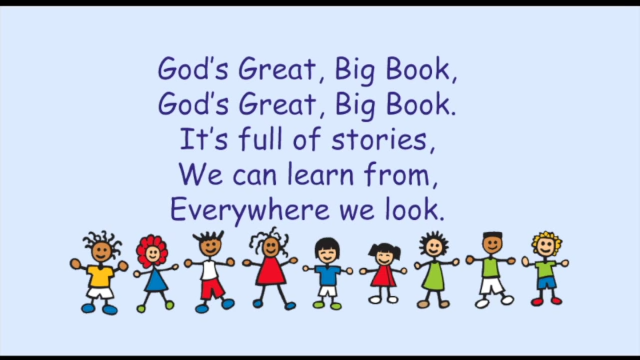 God's Great, Big Book,
God's Great, Big Book.
It's full of stories,
We can learn from,
Everywhere we look.